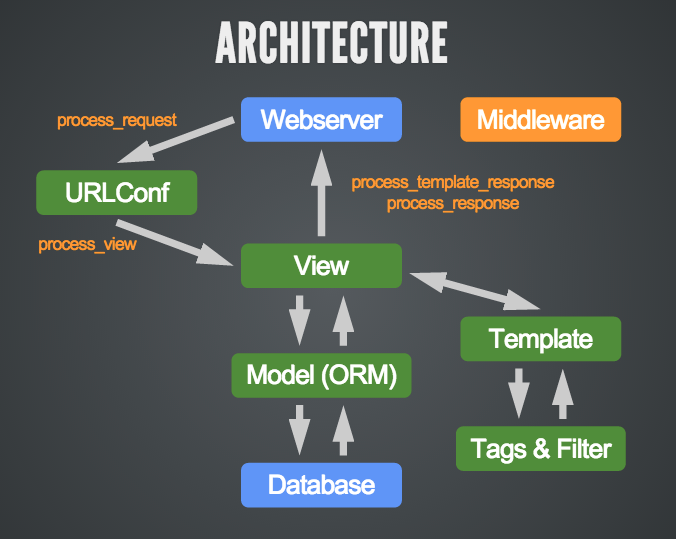 ARCHITECTURE
Webserver
Middleware
process_request
URLConf
process_template_response
process_response
process_view
View
Template
Model (ORM)
Tags & Filter
Database